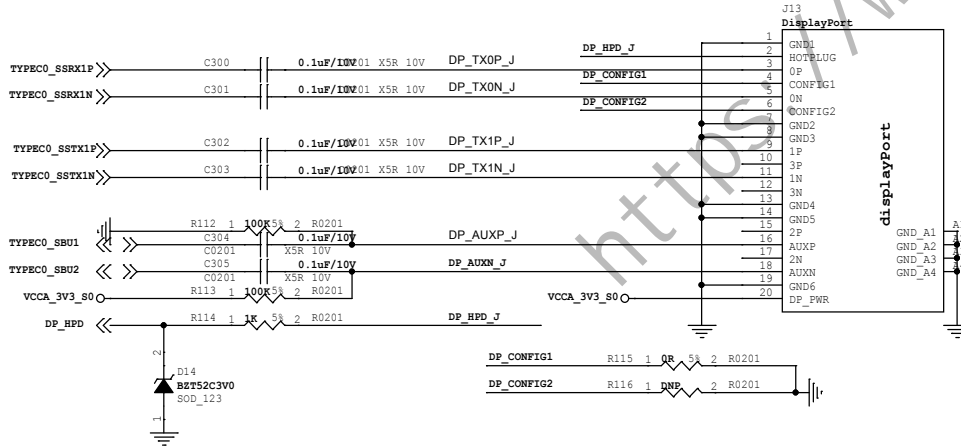 J13
DisplayPort
1 GND1
DP_HPD_J 2 HOTPLUG
TYPEC0_SSRX1P C300 0.1uF/10V C0201 X5R 10V DP_TX0P_J 3 0P
DP_CONFIG1 4 CONFIG1
TYPEC0_SSRX1N C301 0.1uF/10V C0201 X5R 10V DP_TX0N_J 5 0N
DP_CONFIG2 6 CONFIG2
7 GND2
8 GND3
TYPEC0_SSTX1P C302 0.1uF/10V C0201 X5R 10V DP_TX1P_J 9 1P
10 3P
TYPEC0_SSTX1N C303 0.1uF/10V C0201 X5R 10V DP_TX1N_J 11 1N
12 3N
13 GND4
14 GND5
displayPort
R112 1 100K 5% 2 R0201 15 2P GND_A1
TYPEC0_SBU1 C304 0.1uF/10V DP_AUXP_J 16 AUXP GND_A2
C0201 X5R 10V 17 2N GND_A3
TYPEC0_SBU2 C305 0.1uF/10V DP_AUXN_J 18 AUXN GND_A4
C0201 X5R 10V 19 GND6
VCCA_3V3_S0 R113 1 100K 5% 2 R0201 VCCA_3V3_S0 20 DP_PWR
DP_HPD R114 1 1K 5% 2 R0201 DP_HPD_J
2
D14
BZT52C3V0
SOD_123
1
DP_CONFIG1 R115 1 0R 5% 2 R0201
DP_CONFIG2 R116 1 DNP 2 R0201
https://w